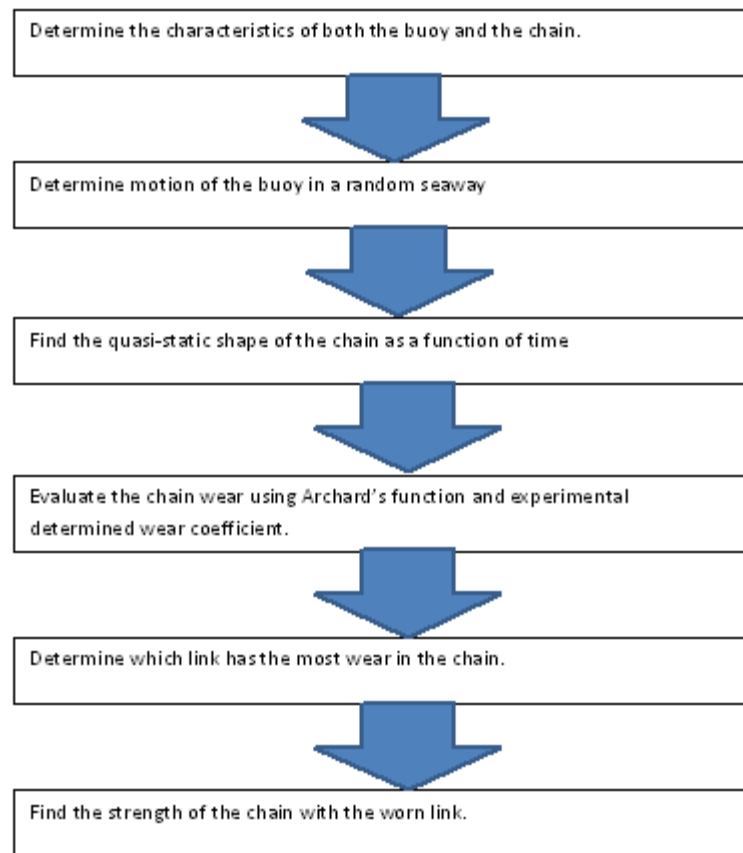 Determine the characteristics of both the buoy and the chain.
Determine motion of the buoy in a random seaway
Find the quasi-static shape of the chain as a function of time
Evaluate the chain wear using Archard's function and experimental
determined wear coefficient.
Determine which link has the most wear in the chain.
Find the strength of the chain with the worn link.